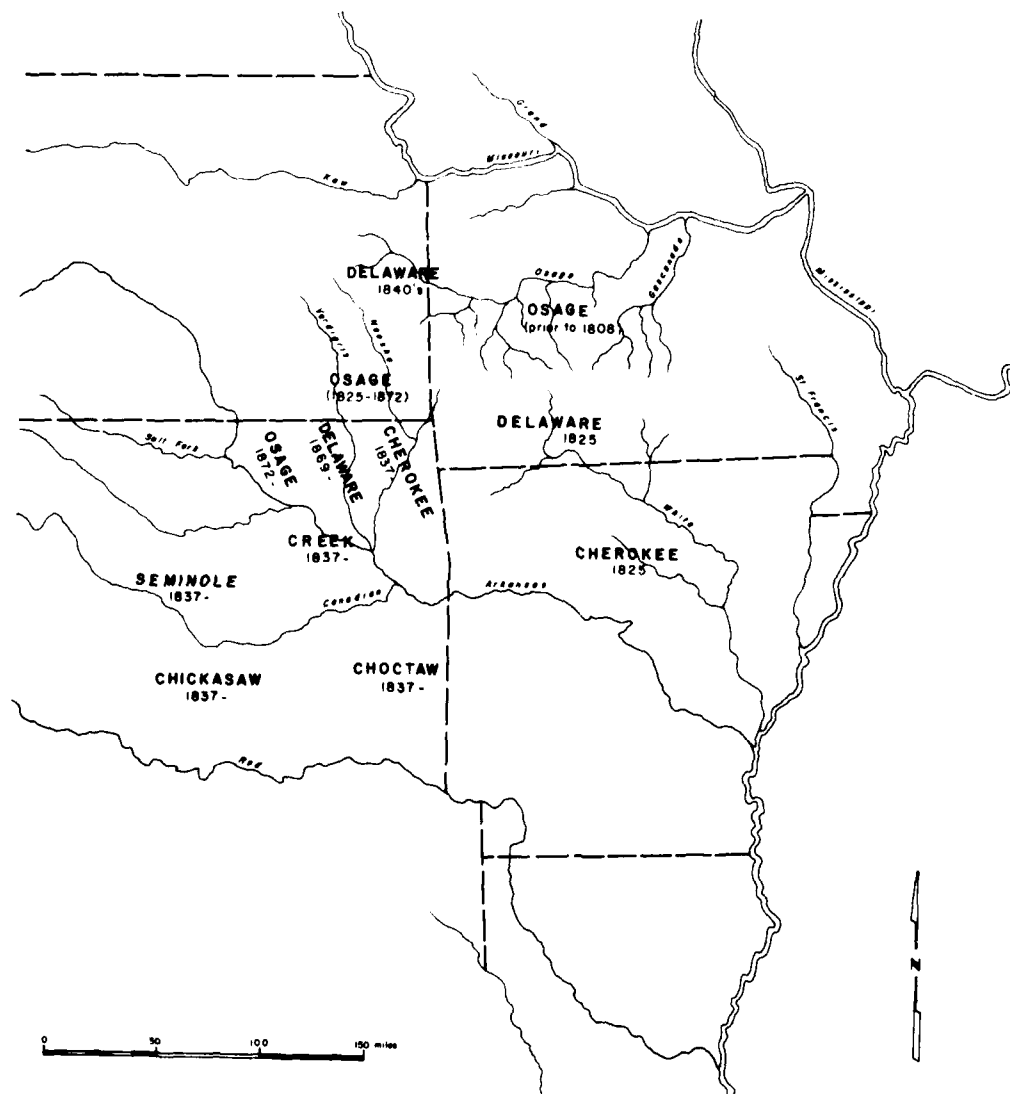 Grand
Missouri
Kaw
Mississippi
Gasconade
Osage
DELAWARE
1840's
OSAGE
(prior to 1808)
Verdigris
Neosho
St Francis
OSAGE
(1825-1872)
DELAWARE
1825
Salt Fork
OSAGE
1872-
DELAWARE
1869-
CHEROKEE
1837
White
CREEK
1837-
CHEROKEE
1825
SEMINOLE
1837-
Canadian
Arkansas
CHICKASAW
1837-
CHOCTAW
1837-
Red
N
0 50 100 150 miles